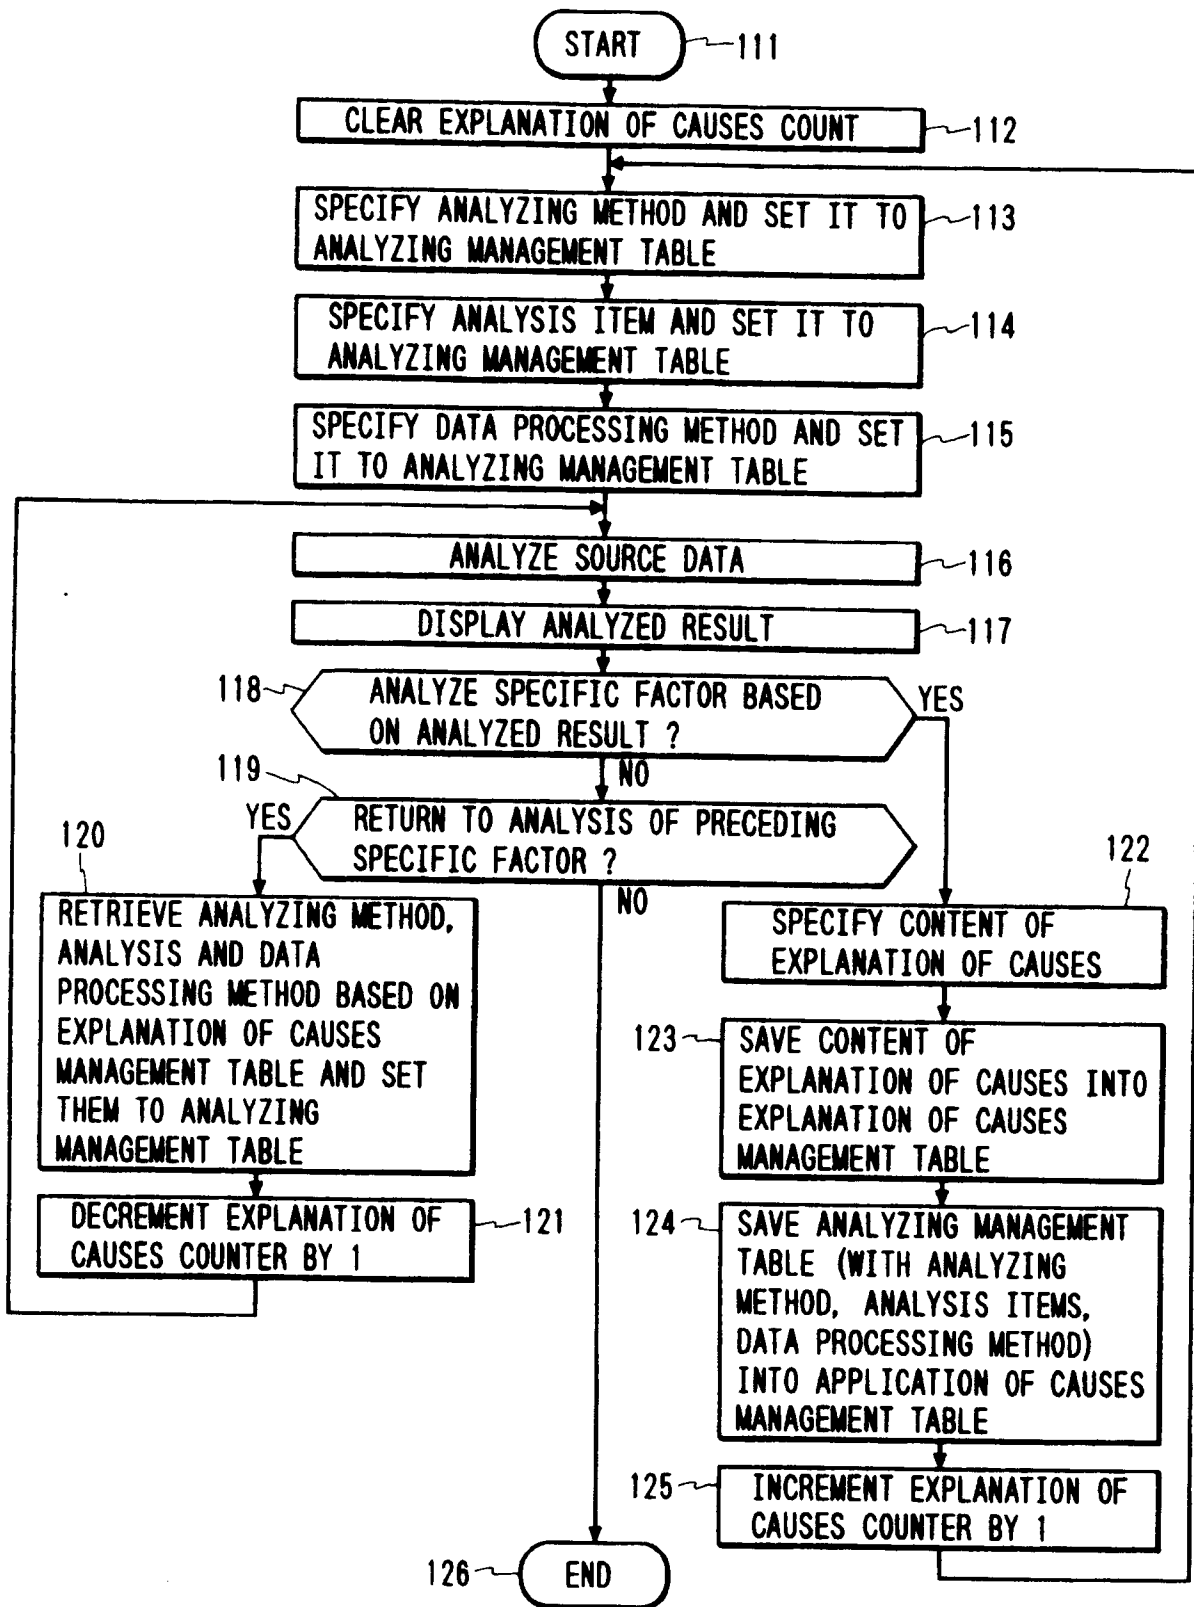 START
111
CLEAR EXPLANATION OF CAUSES COUNT
112
SPECIFY ANALYZING METHOD AND SET IT TO
ANALYZING MANAGEMENT TABLE
113
SPECIFY ANALYSIS ITEM AND SET IT TO
ANALYZING MANAGEMENT TABLE
114
SPECIFY DATA PROCESSING METHOD AND SET
IT TO ANALYZING MANAGEMENT TABLE
115
ANALYZE SOURCE DATA
116
DISPLAY ANALYZED RESULT
117
118
ANALYZE SPECIFIC FACTOR BASED
ON ANALYZED RESULT ?
YES
NO
119
RETURN TO ANALYSIS OF PRECEDING
SPECIFIC FACTOR ?
YES
NO
120
RETRIEVE ANALYZING METHOD,
ANALYSIS AND DATA
PROCESSING METHOD BASED ON
EXPLANATION OF CAUSES
MANAGEMENT TABLE AND SET
THEM TO ANALYZING
MANAGEMENT TABLE
DECREMENT EXPLANATION OF
CAUSES COUNTER BY 1
121
122
SPECIFY CONTENT OF
EXPLANATION OF CAUSES
123
SAVE CONTENT OF
EXPLANATION OF CAUSES INTO
EXPLANATION OF CAUSES
MANAGEMENT TABLE
124
SAVE ANALYZING MANAGEMENT
TABLE (WITH ANALYZING
METHOD, ANALYSIS ITEMS,
DATA PROCESSING METHOD)
INTO APPLICATION OF CAUSES
MANAGEMENT TABLE
125
INCREMENT EXPLANATION OF
CAUSES COUNTER BY 1
126
END